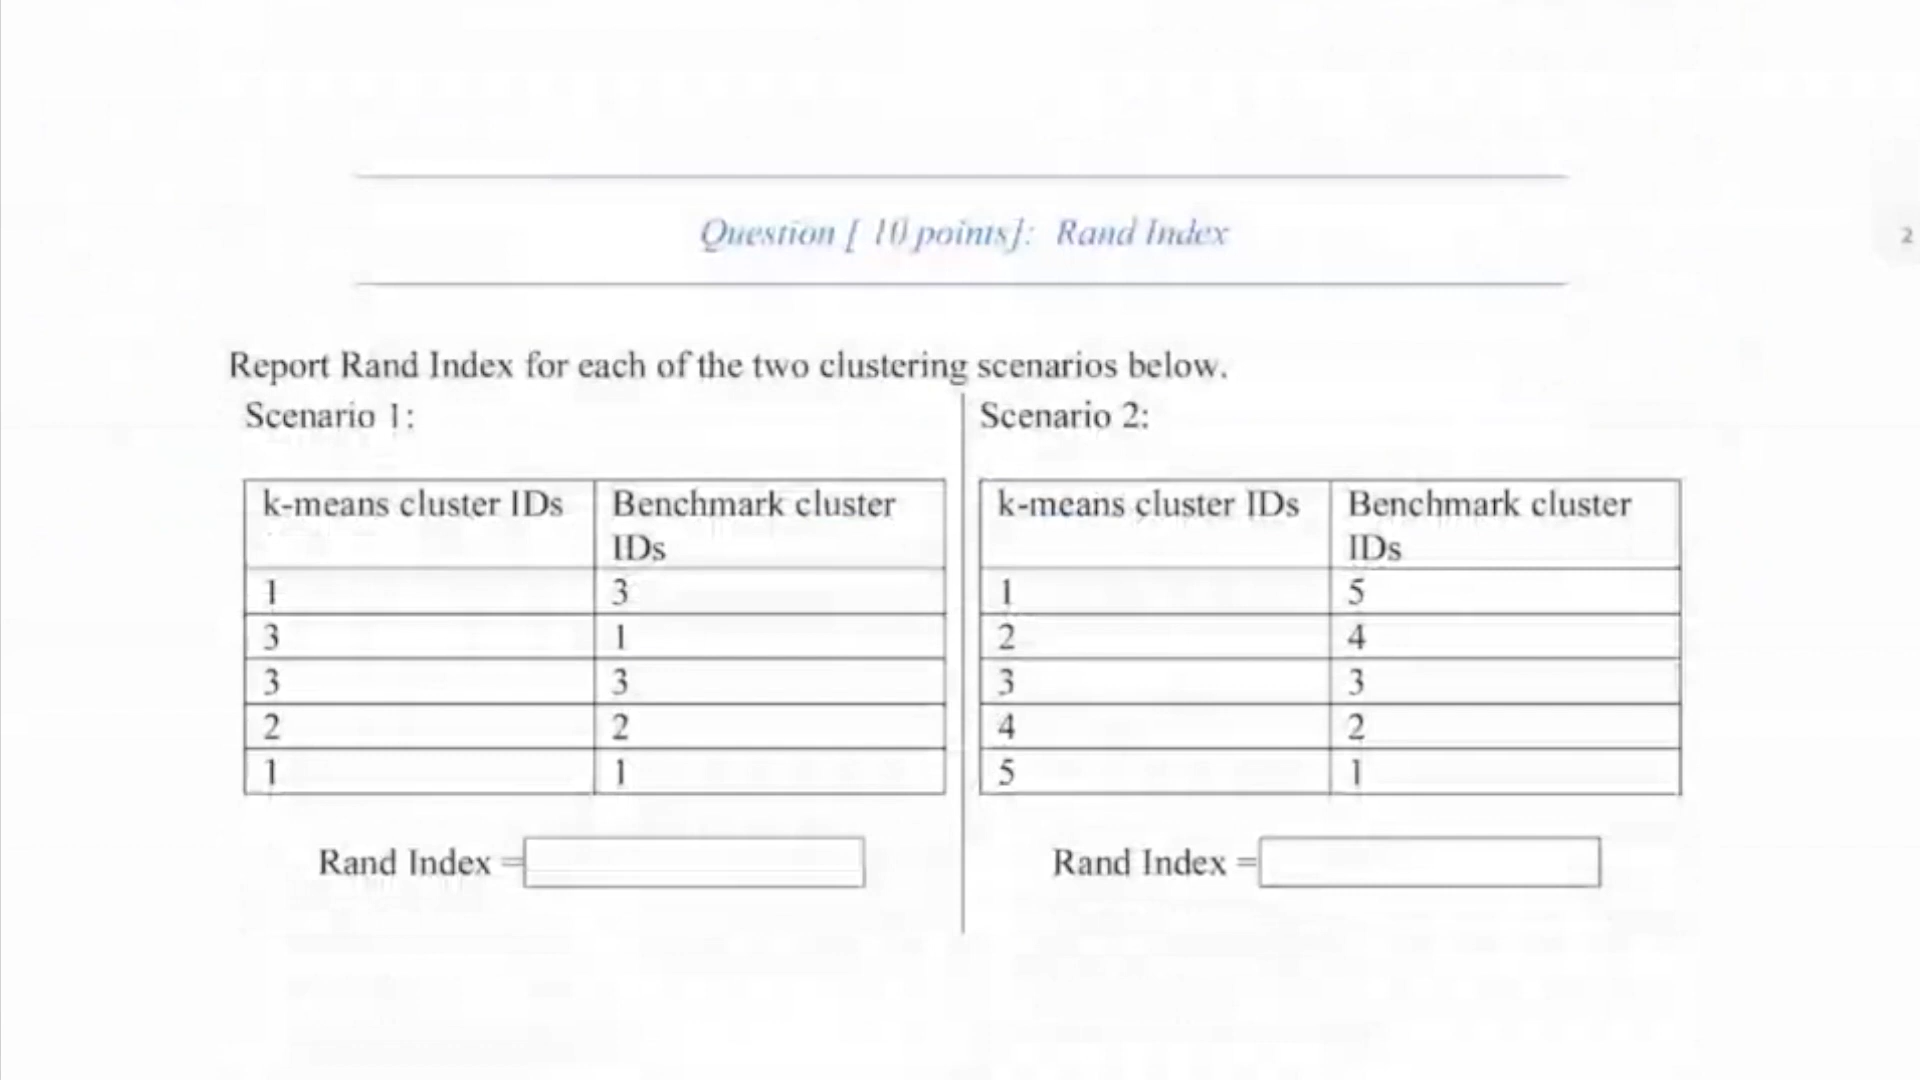 Question [ 10 points]: Rand Index
2
Report Rand Index for each of the two clustering scenarios below.
Scenario 1:
k-means cluster IDs Benchmark cluster IDs
1 3
3 1
3 3
2 2
1 1
Rand Index =
Scenario 2:
k-means cluster IDs Benchmark cluster IDs
1 5
2 4
3 3
4 2
5 1
Rand Index =